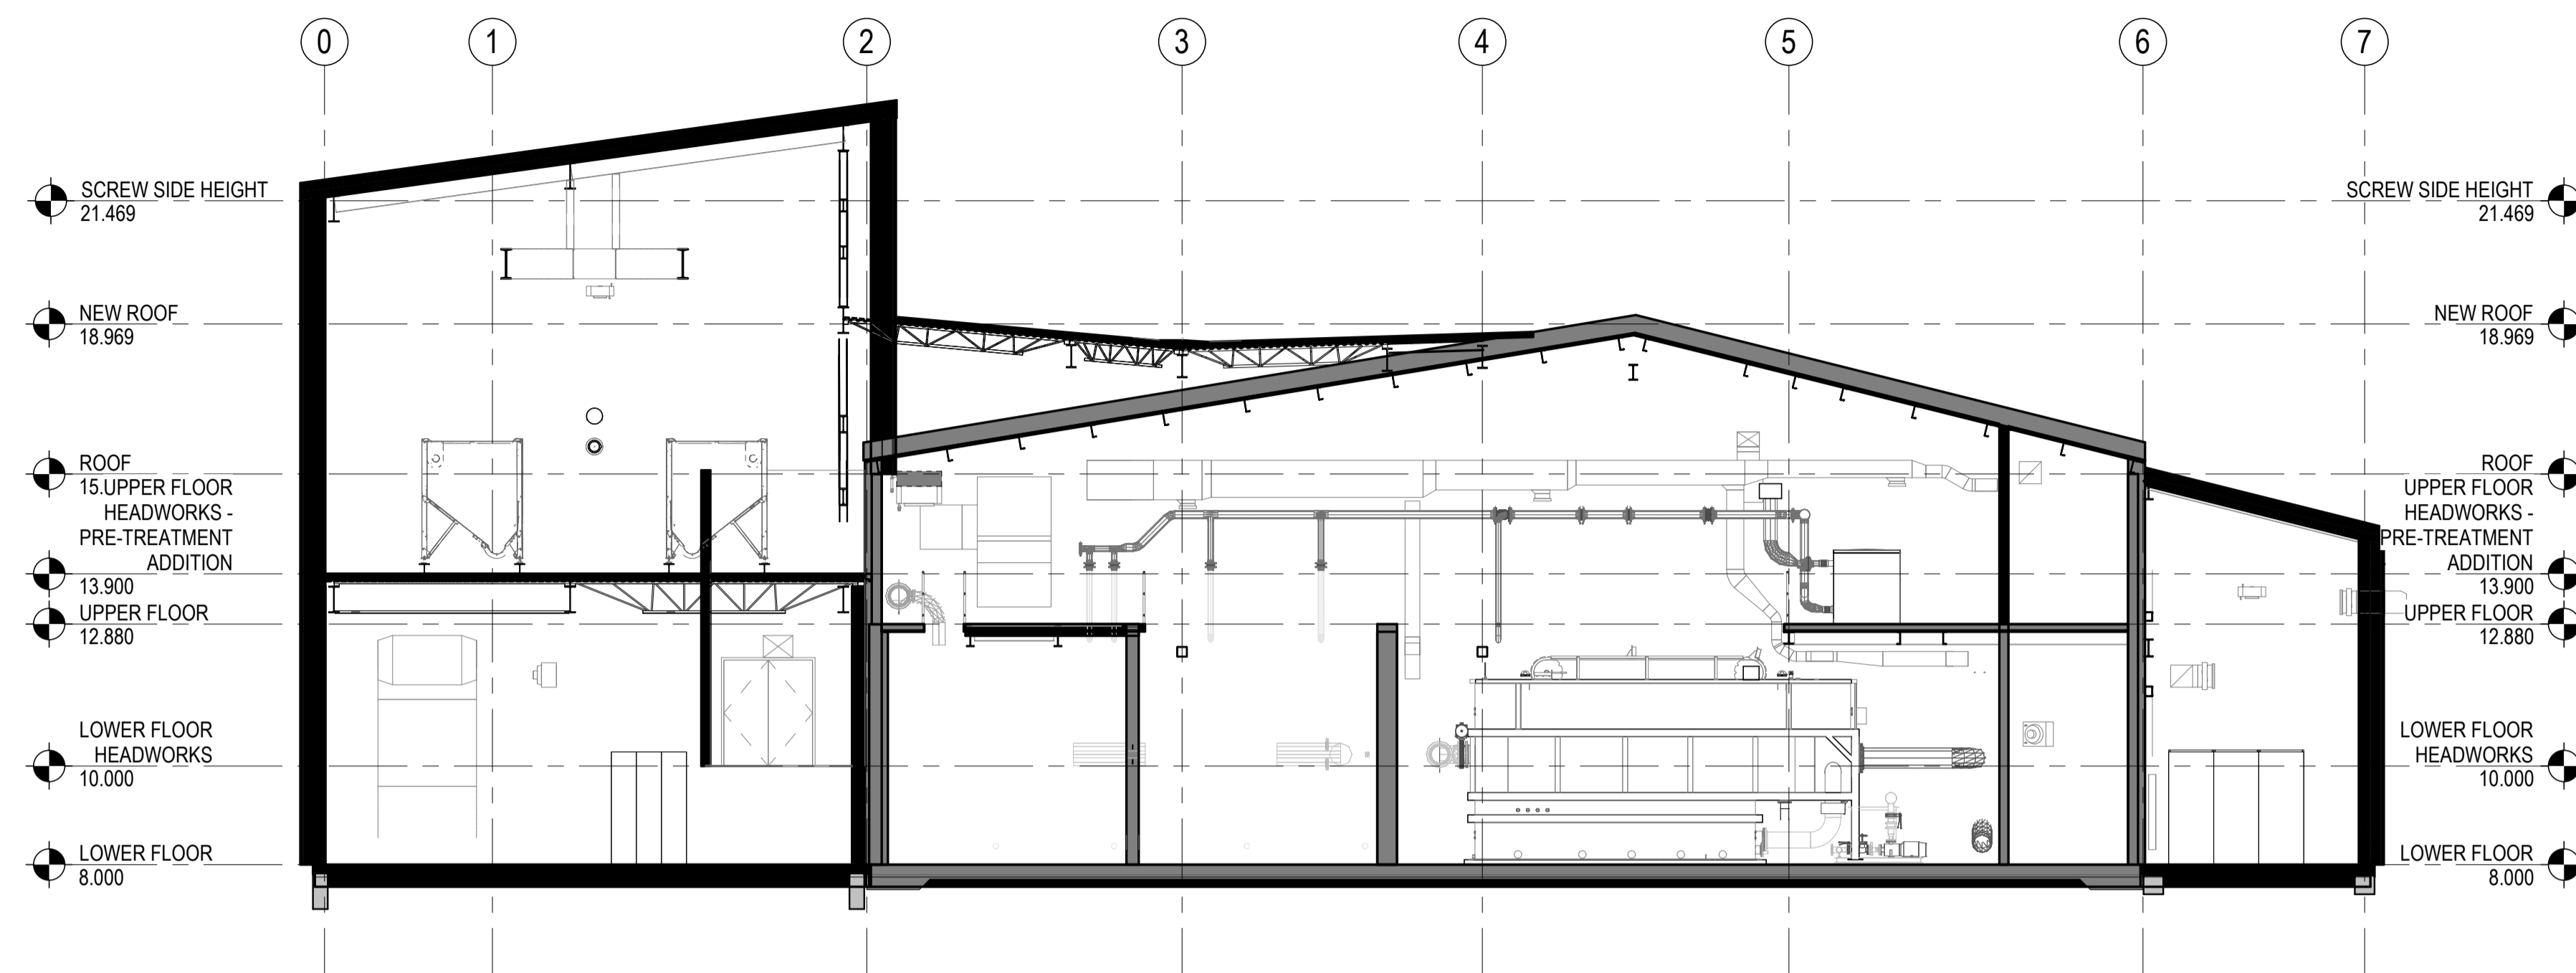 0 1 2 3 4 5 6 7
SCREW SIDE HEIGHT
21.469
NEW ROOF
18.969
ROOF
15.
UPPER FLOOR
HEADWORKS -
PRE-TREATMENT
ADDITION
13.900
UPPER FLOOR
12.880
LOWER FLOOR
HEADWORKS
10.000
LOWER FLOOR
8.000
SCREW SIDE HEIGHT
21.469
NEW ROOF
18.969
ROOF
UPPER FLOOR
HEADWORKS -
PRE-TREATMENT
ADDITION
13.900
UPPER FLOOR
12.880
LOWER FLOOR
HEADWORKS
10.000
LOWER FLOOR
8.000